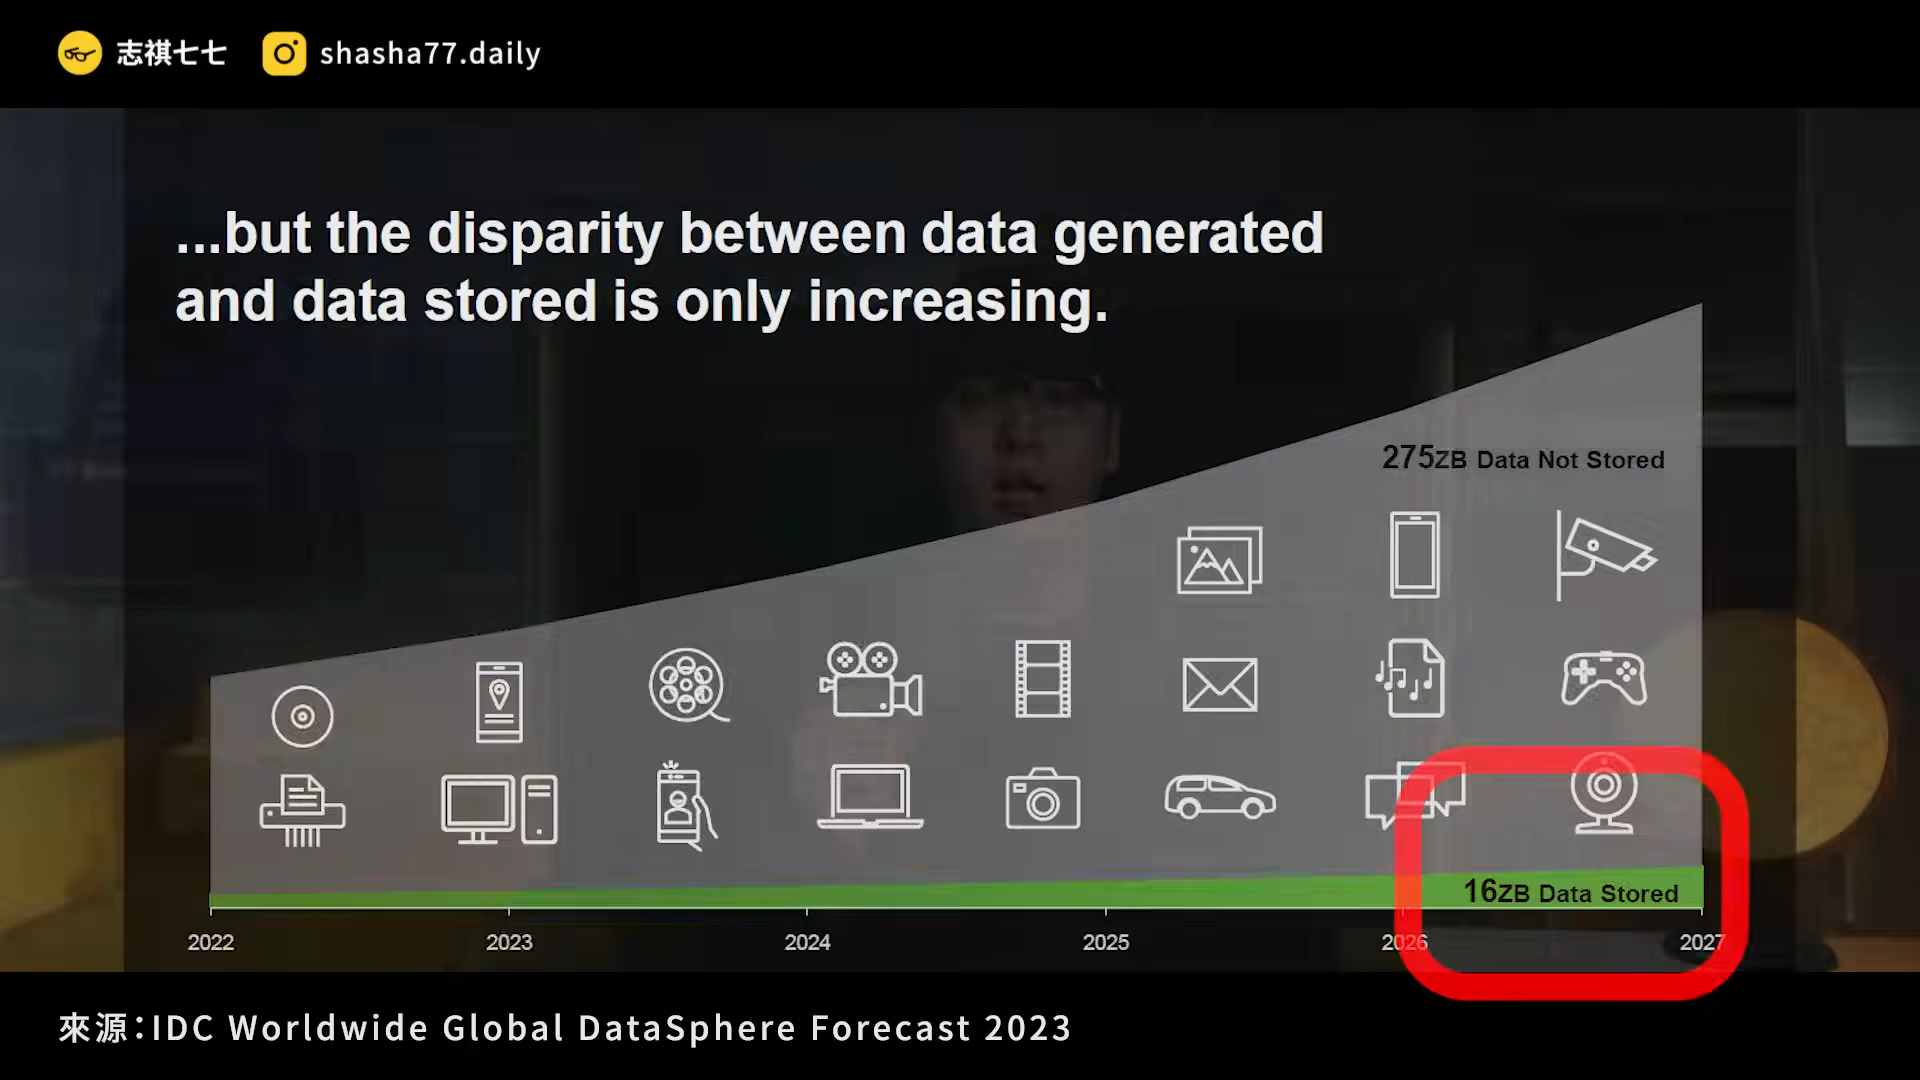 志祺七七 shasha77.daily
...but the disparity between data generated
and data stored is only increasing.
275ZB Data Not Stored
16ZB Data Stored
2022 2023 2024 2025 2026 2027
來源:IDC Worldwide Global DataSphere Forecast 2023